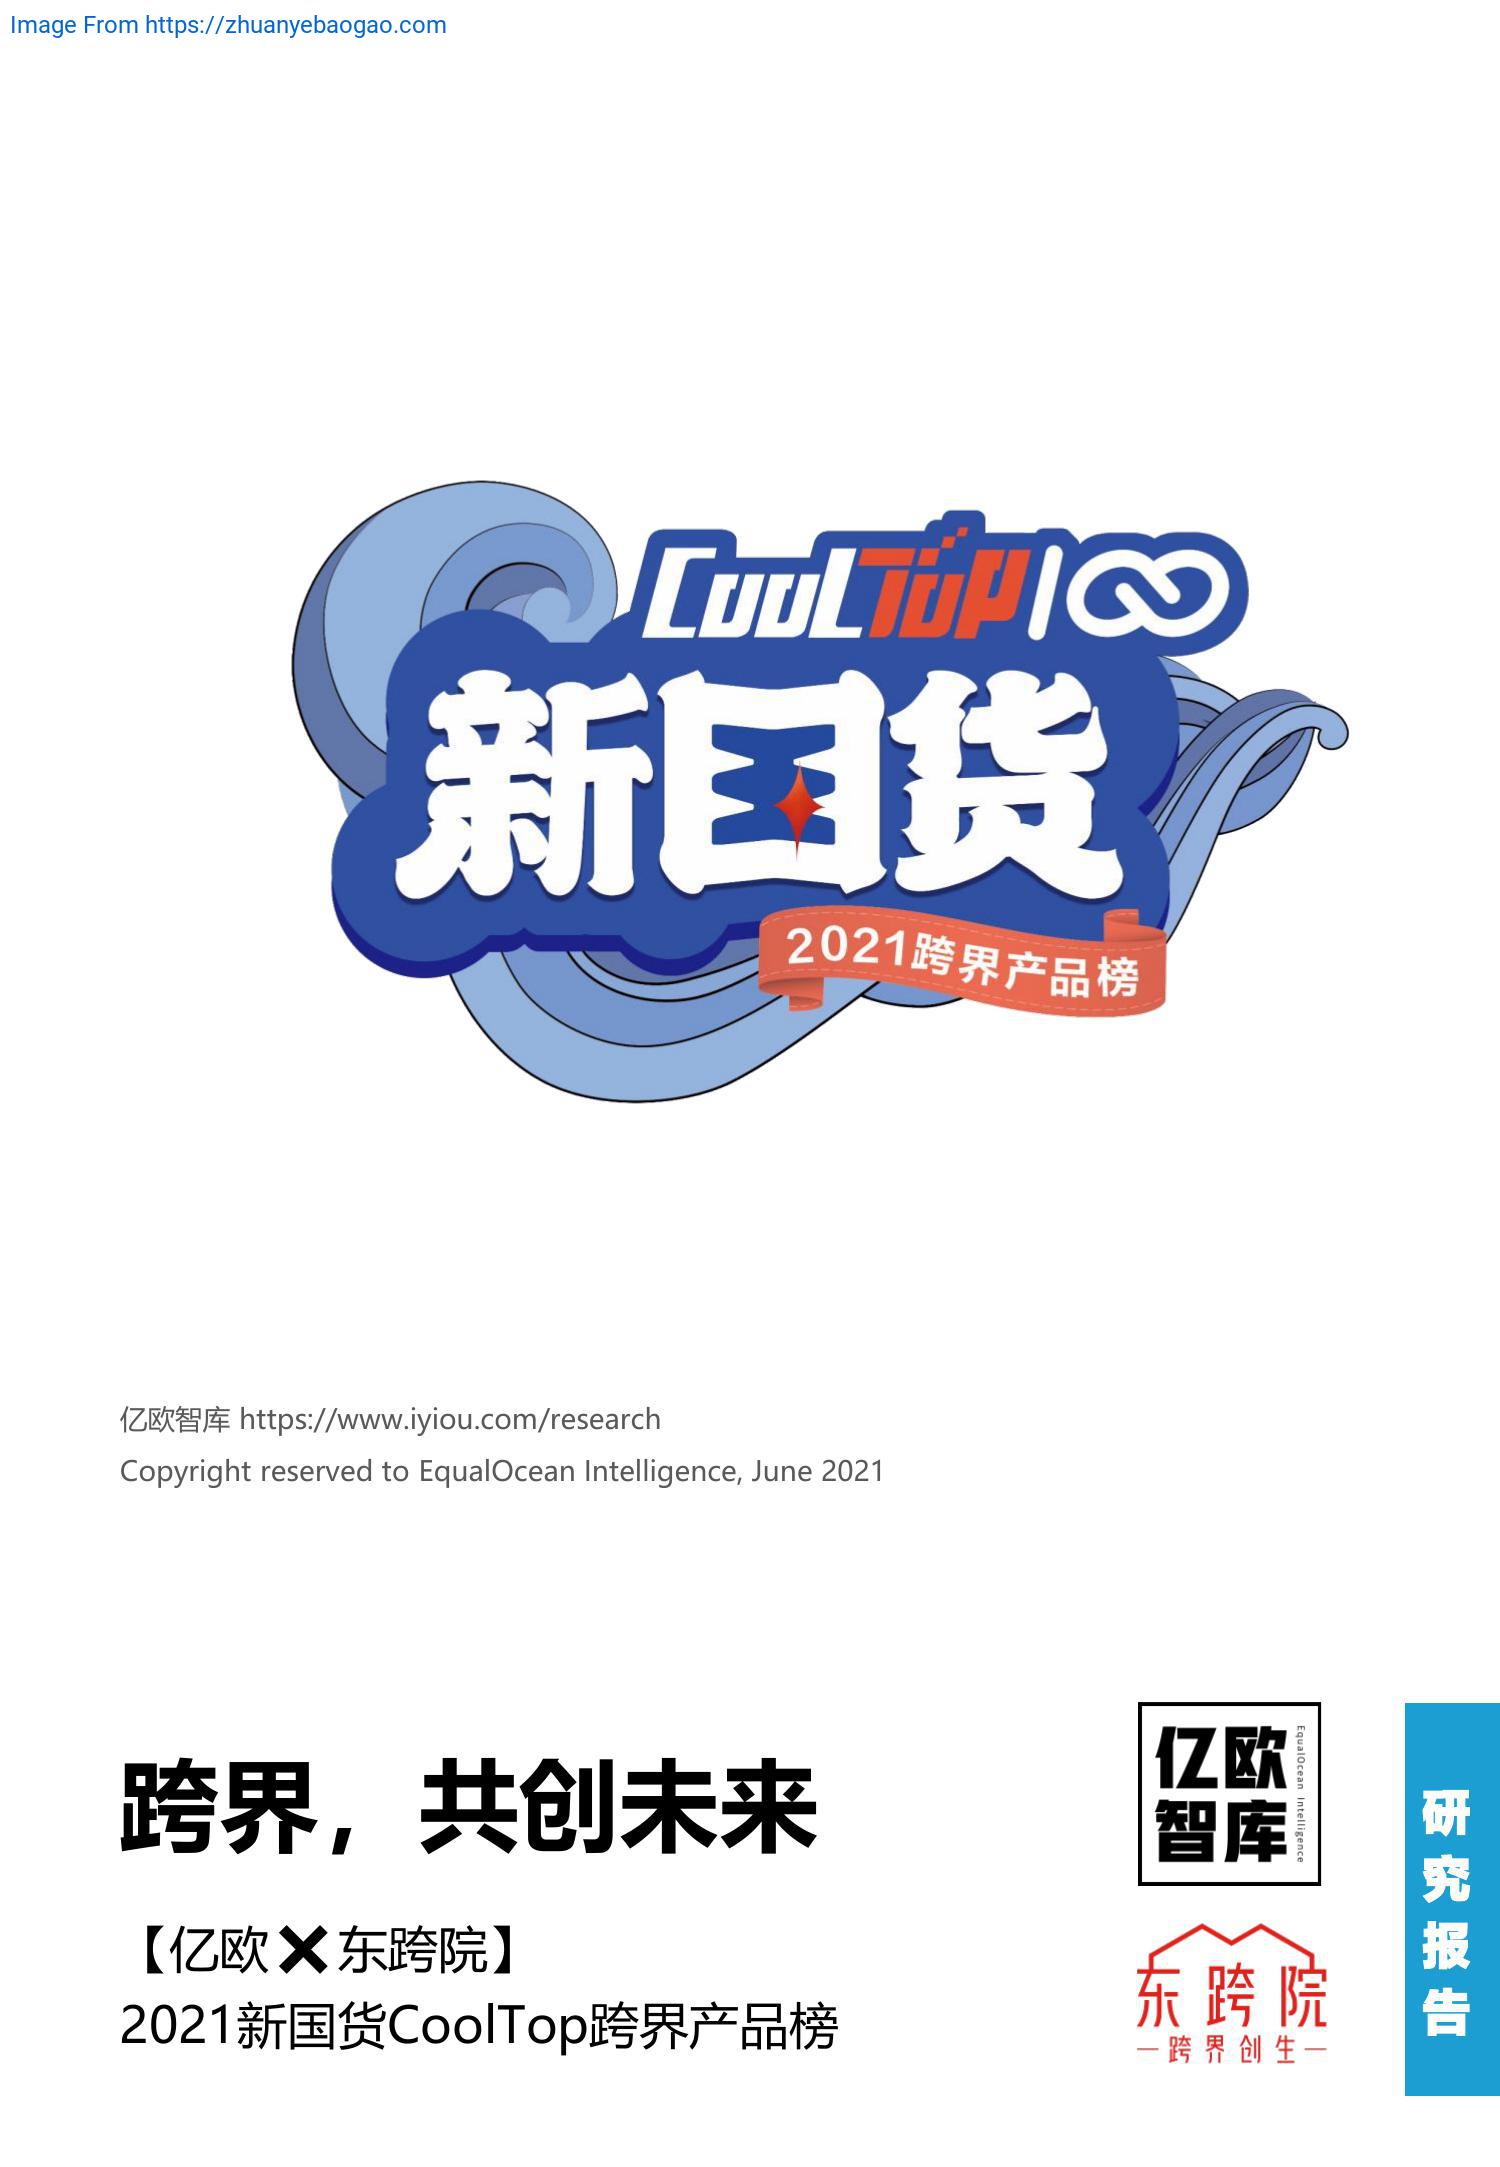 Image From https://zhuanyebaogao.com
CoolTop|100
新国货
2021跨界产品榜
亿欧智库 https://www.iyiou.com/research
Copyright reserved to EqualOcean Intelligence, June 2021
跨界，共创未来
【亿欧❌东跨院】
2021新国货CoolTop跨界产品榜
亿欧
智库
EqualOcean Intelligence
东跨院
—跨界创生—
研究报告